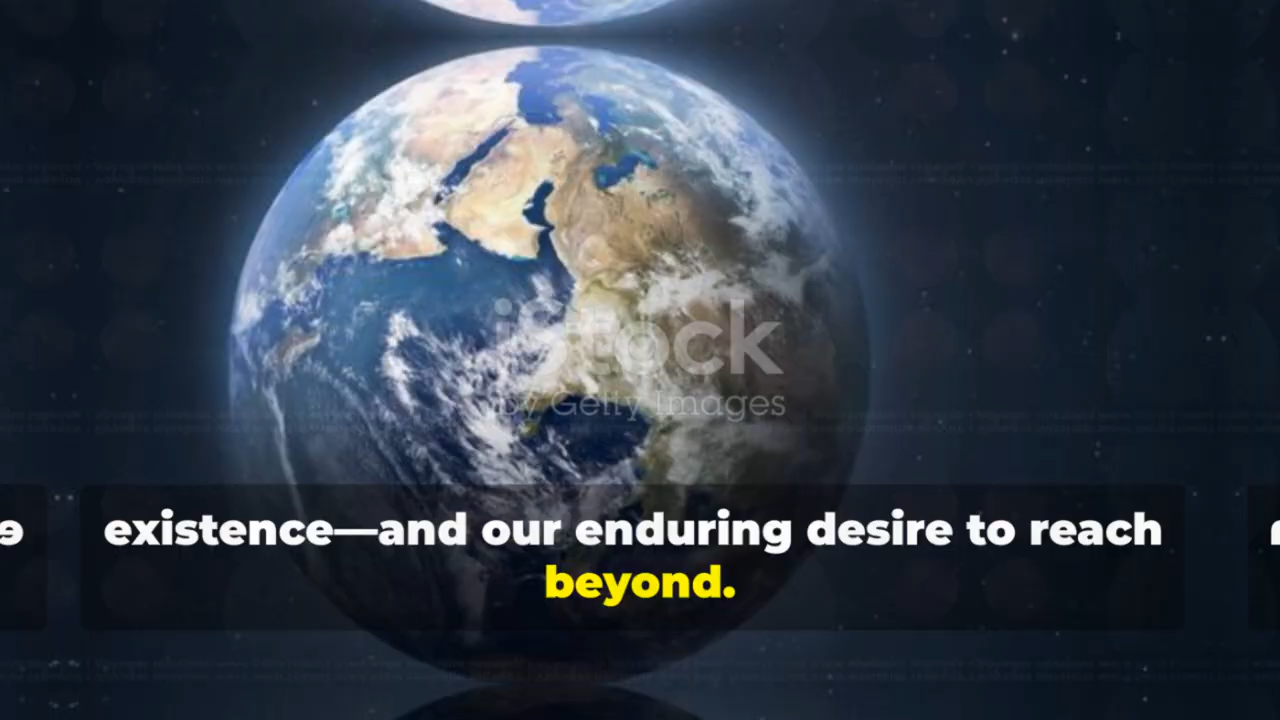 iStock
by Getty Images
existence—and our enduring desire to reach
beyond.